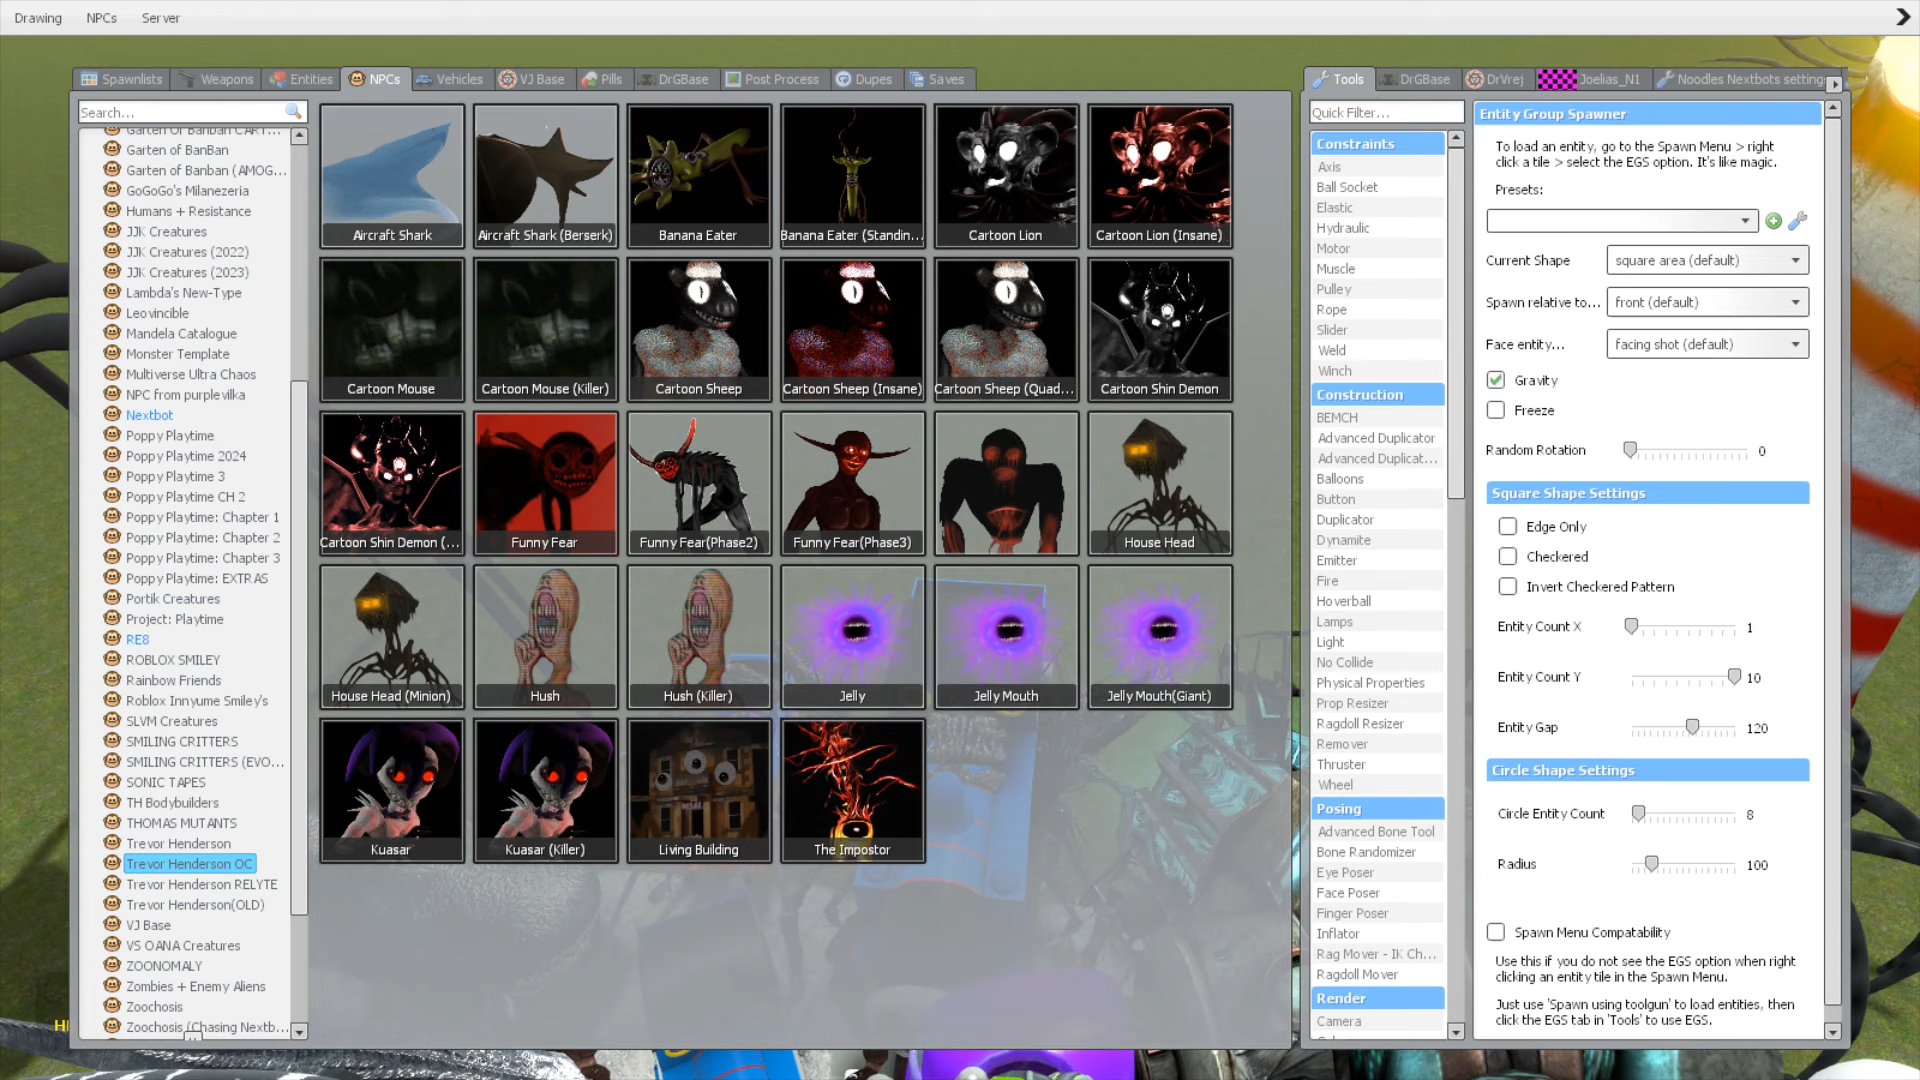 Drawing NPCs Server
Spawnlists Weapons Entities NPCs Vehicles VJ Base Pills DrGBase Post Process Dupes Saves
Search...
Garten Of BanBan CART...
Garten of BanBan
Garten of BanBan (AMOG...
GoGoGo's Milanezeria
Humans + Resistance
JJK Creatures
JJK Creatures (2022)
JJK Creatures (2023)
Lambda's New-Type
Leovincible
Mandela Catalogue
Monster Template
Multiverse Ultra Chaos
NPC from purplevilka
Nextbot
Poppy Playtime
Poppy Playtime 2024
Poppy Playtime 3
Poppy Playtime CH 2
Poppy Playtime: Chapter 1
Poppy Playtime: Chapter 2
Poppy Playtime: Chapter 3
Poppy Playtime: EXTRAS
Portik Creatures
Project: Playtime
RE8
ROBLOX SMILEY
Rainbow Friends
Roblox Innyume Smiley's
SLVM Creatures
SMILING CRITTERS
SMILING CRITTERS (EVO...
SONIC TAPES
TH Bodybuilders
THOMAS MUTANTS
Trevor Henderson
Trevor Henderson OC
Trevor Henderson RELYTE
Trevor Henderson(OLD)
VJ Base
VS OANA Creatures
ZOONOMALY
Zombies + Enemy Aliens
Zoochosis
Zoochosis (Chasing Nextb...
Aircraft Shark
Aircraft Shark (Berserk)
Banana Eater
Banana Eater (Standin...
Cartoon Lion
Cartoon Lion (Insane)
Cartoon Mouse
Cartoon Mouse (Killer)
Cartoon Sheep
Cartoon Sheep (Insane)
Cartoon Sheep (Quad...
Cartoon Shin Demon
Cartoon Shin Demon (...
Funny Fear
Funny Fear(Phase2)
Funny Fear(Phase3)
House Head
House Head (Minion)
Hush
Hush (Killer)
Jelly
Jelly Mouth
Jelly Mouth(Giant)
Kuasar
Kuasar (Killer)
Living Building
The Impostor
Tools DrGBase DrVrej Joelias_N1 Noodles Nextbots settings
Quick Filter...
Constraints
Axis
Ball Socket
Elastic
Hydraulic
Motor
Muscle
Pulley
Rope
Slider
Weld
Winch
Construction
BEMCH
Advanced Duplicator
Advanced Duplicat...
Balloons
Button
Duplicator
Dynamite
Emitter
Fire
Hoverball
Lamps
Light
No Collide
Physical Properties
Prop Resizer
Ragdoll Resizer
Remover
Thruster
Wheel
Posing
Advanced Bone Tool
Bone Randomizer
Eye Poser
Face Poser
Finger Poser
Inflator
Rag Mover - IK Ch...
Ragdoll Mover
Render
Camera
Entity Group Spawner
To load an entity, go to the Spawn Menu > right
click a tile > select the EGS option. It's like magic.
Presets:
Current Shape square area (default)
Spawn relative to... front (default)
Face entity... facing shot (default)
Gravity
Freeze
Random Rotation 0
Square Shape Settings
Edge Only
Checkered
Invert Checkered Pattern
Entity Count X 1
Entity Count Y 10
Entity Gap 120
Circle Shape Settings
Circle Entity Count 8
Radius 100
Spawn Menu Compatability
Use this if you do not see the EGS option when right
clicking an entity tile in the Spawn Menu.
Just use 'Spawn using toolgun' to load entities, then
click the EGS tab in 'Tools' to use EGS.